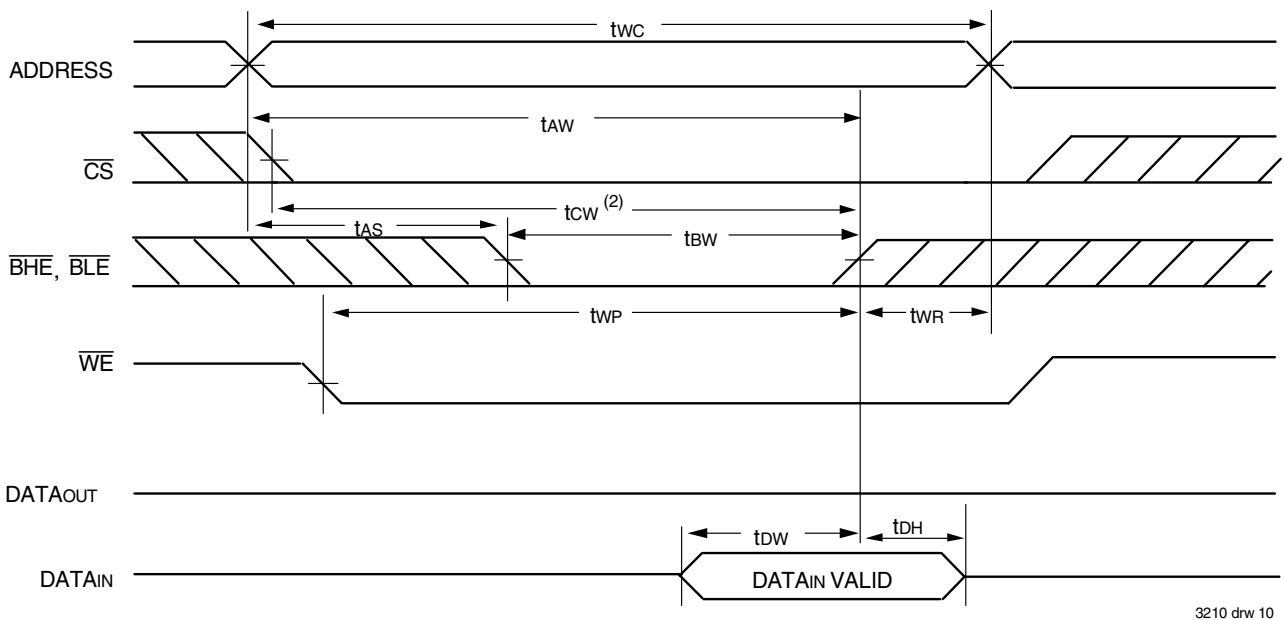 tWC
ADDRESS
tAW
CS
tCW (2)
tAS
tBW
BHE, BLE
tWP
tWR
WE
DATAOUT
tDW
tDH
DATAIN
DATAIN VALID
3210 drw 10